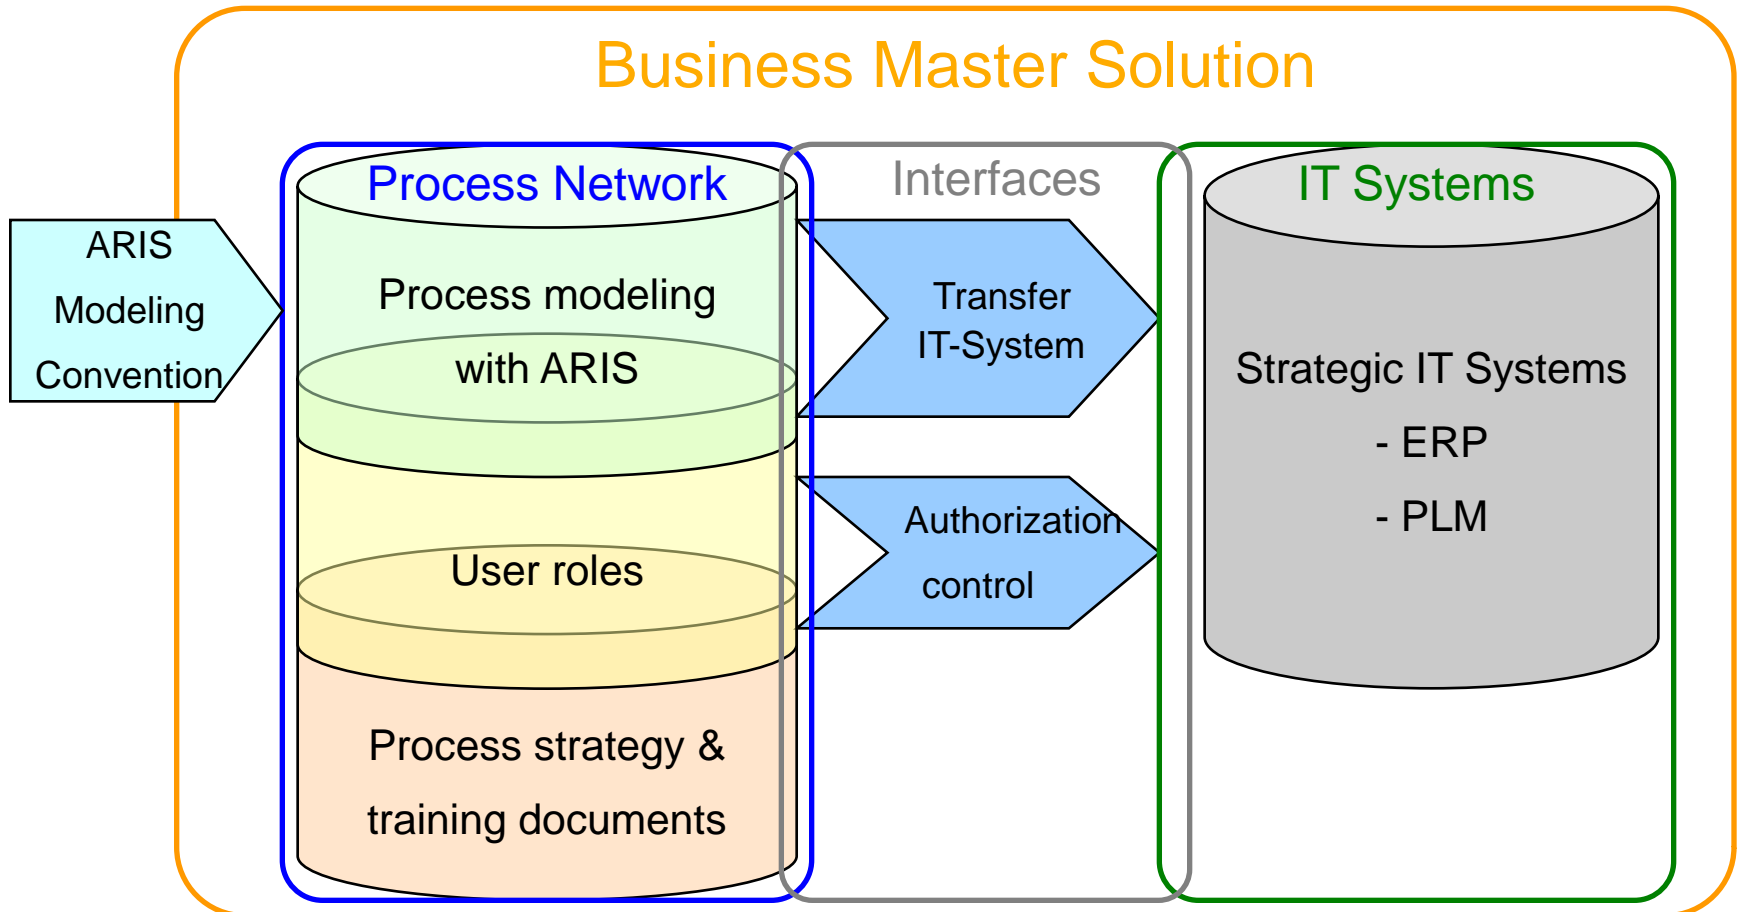 Business Master Solution
Process Network
Interfaces
IT Systems
ARIS
Modeling
Convention
Process modeling
with ARIS
User roles
Process strategy &
training documents
Transfer
IT-System
Authorization
control
Strategic IT Systems
- ERP
- PLM